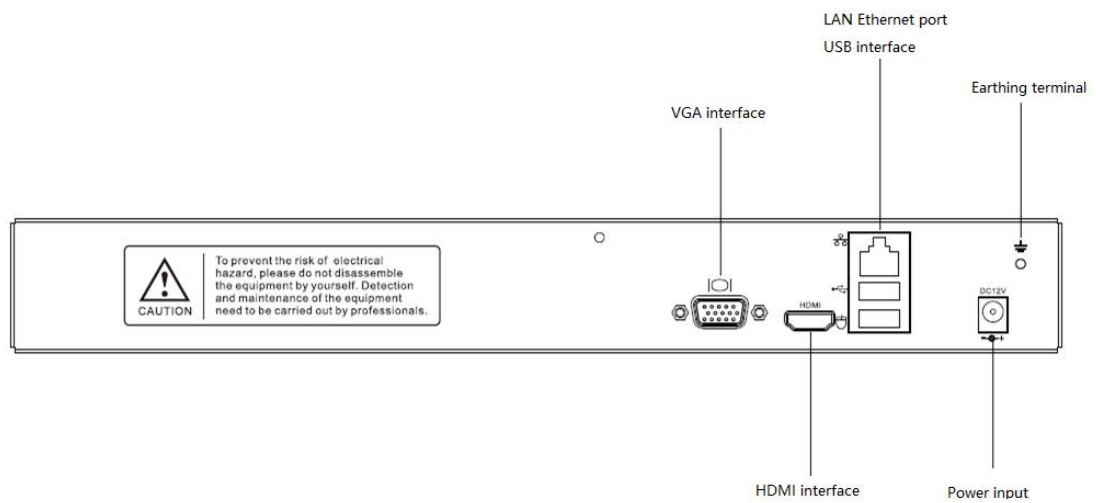 LAN Ethernet port
USB interface
Earthing terminal
VGA interface
To prevent the risk of electrical
hazard, please do not disassemble
the equipment by yourself. Detection
and maintenance of the equipment
need to be carried out by professionals.
CAUTION
HDMI
DC12V
HDMI interface
Power input